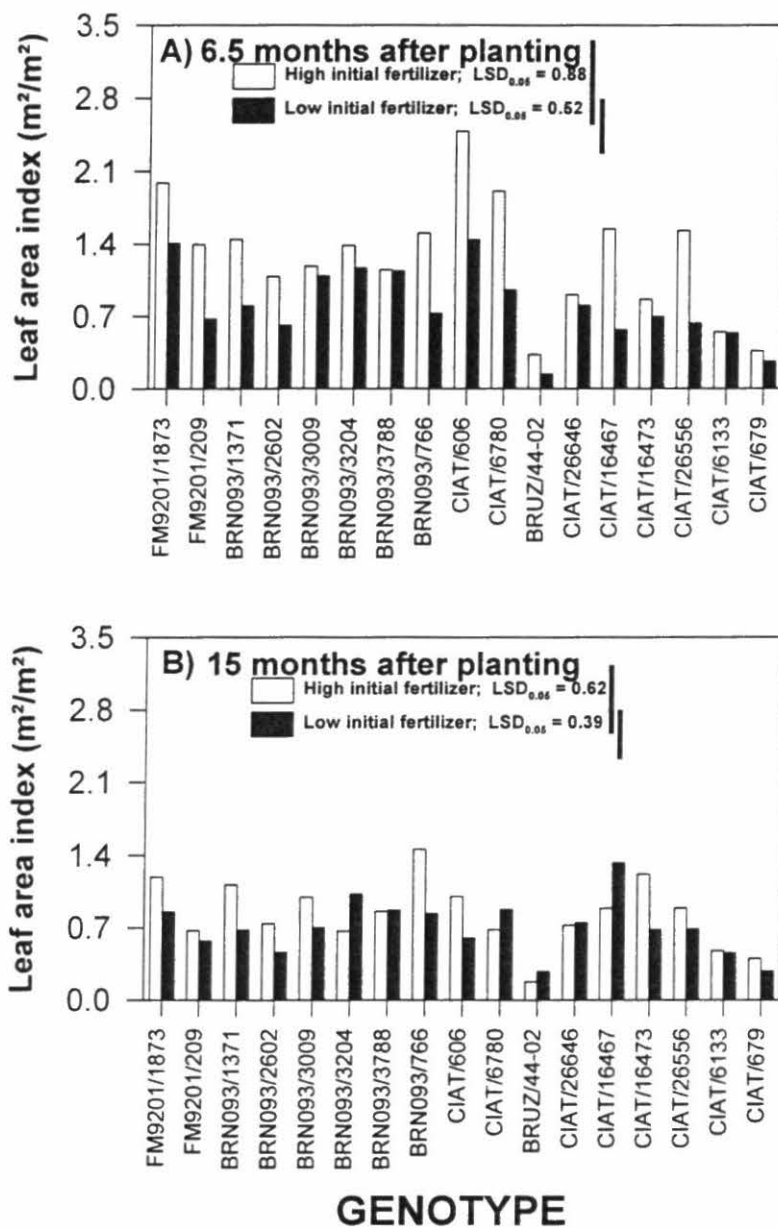 A) 6.5 months after planting
High initial fertilizer; LSD0.05 = 0.88
Low initial fertilizer; LSD0.05 = 0.52
Leaf area index (m²/m²)
3.5
2.8
2.1
1.4
0.7
0.0
FM9201/1873
FM9201/209
BRN093/1371
BRN093/2602
BRN093/3009
BRN093/3204
BRN093/3788
BRN093/766
CIAT/606
CIAT/6780
BRUZ/44-02
CIAT/26646
CIAT/16467
CIAT/16473
CIAT/26556
CIAT/6133
CIAT/679
B) 15 months after planting
High initial fertilizer; LSD0.05 = 0.62
Low initial fertilizer; LSD0.05 = 0.39
Leaf area index (m²/m²)
3.5
2.8
2.1
1.4
0.7
0.0
FM9201/1873
FM9201/209
BRN093/1371
BRN093/2602
BRN093/3009
BRN093/3204
BRN093/3788
BRN093/766
CIAT/606
CIAT/6780
BRUZ/44-02
CIAT/26646
CIAT/16467
CIAT/16473
CIAT/26556
CIAT/6133
CIAT/679
GENOTYPE